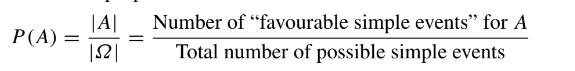 P(A) = |A| / |Ω| = Number of “favourable simple events” for A / Total number of possible simple events